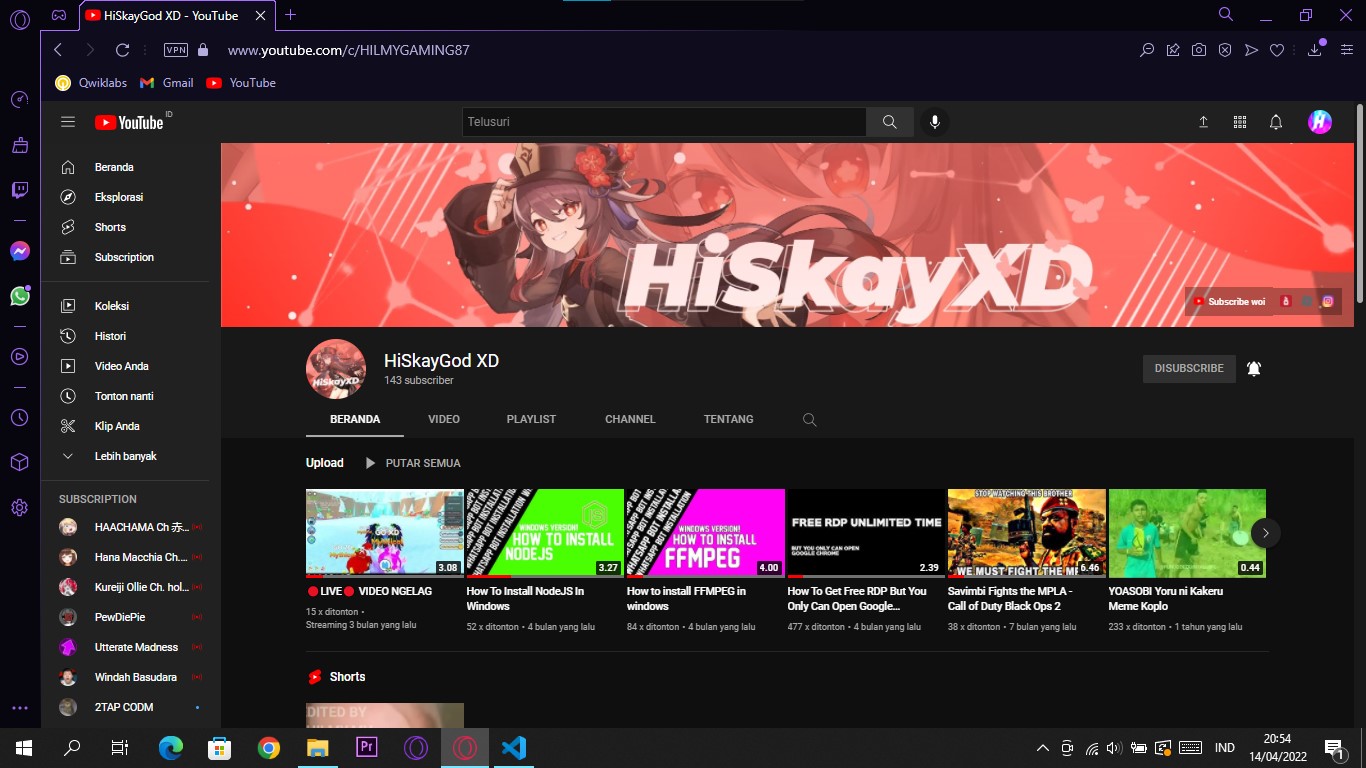 HiSkayGod XD - YouTube
VPN
www.youtube.com/c/HILMYGAMING87
Qwiklabs
Gmail
YouTube
YouTube ID
Telusuri
Beranda
Eksplorasi
Shorts
Subscription
Koleksi
Histori
Video Anda
Tonton nanti
Klip Anda
Lebih banyak
SUBSCRIPTION
HAACHAMA Ch 赤...
Hana Macchia Ch....
Kureiji Ollie Ch. hol...
PewDiePie
Utterate Madness
Windah Basudara
2TAP CODM
HiSkayXD
Subscribe woi
HiSkayXD
HiSkayGod XD
143 subscriber
DISUBSCRIBE
BERANDA
VIDEO
PLAYLIST
CHANNEL
TENTANG
Upload
PUTAR SEMUA
3.08
🔴LIVE🔴 VIDEO NGELAG
15 x ditonton •
Streaming 3 bulan yang lalu
WINDOWS VERSION!
HOW TO INSTALL
NODEJS
3.27
How To Install NodeJS In
Windows
52 x ditonton • 4 bulan yang lalu
WINDOWS VERSION!
HOW TO INSTALL
FFMPEG
4.00
How to install FFMPEG in
windows
84 x ditonton • 4 bulan yang lalu
FREE RDP UNLIMITED TIME
BUT YOU ONLY CAN OPEN
GOOGLE CHROME
2.39
How To Get Free RDP But You
Only Can Open Google...
477 x ditonton • 4 bulan yang lalu
STOP WATCHING THIS BROTHER
WE MUST FIGHT THE MP
6.46
Savimbi Fights the MPLA -
Call of Duty Black Ops 2
38 x ditonton • 7 bulan yang lalu
0.44
YOASOBI Yoru ni Kakeru
Meme Koplo
233 x ditonton • 1 tahun yang lalu
Shorts
EDITED BY
Pr
IND
20:54
14/04/2022
1